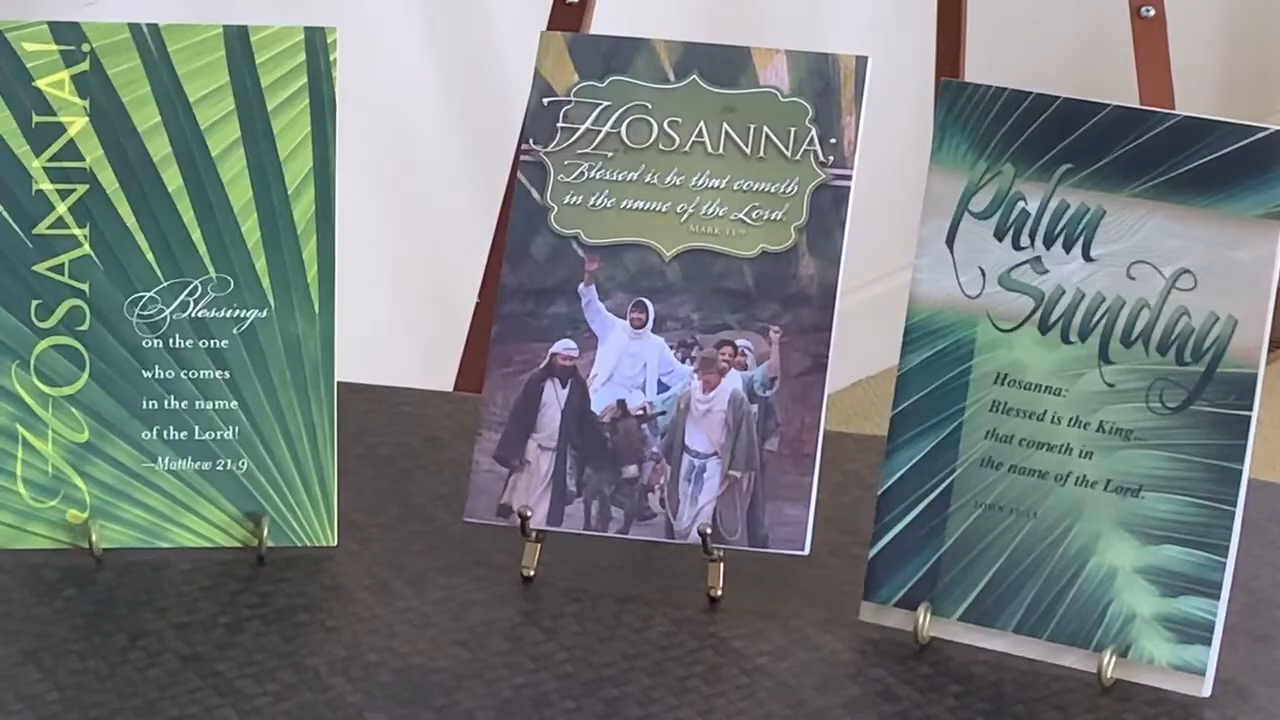 HOSANNA!
Blessings
on the one
who comes
in the name
of the Lord!
—Matthew 21:9
HOSANNA;
Blessed is he that cometh
in the name of the Lord.
MARK 11:9
Palm
Sunday
Hosanna:
Blessed is the King...
that cometh in
the name of the Lord.
JOHN